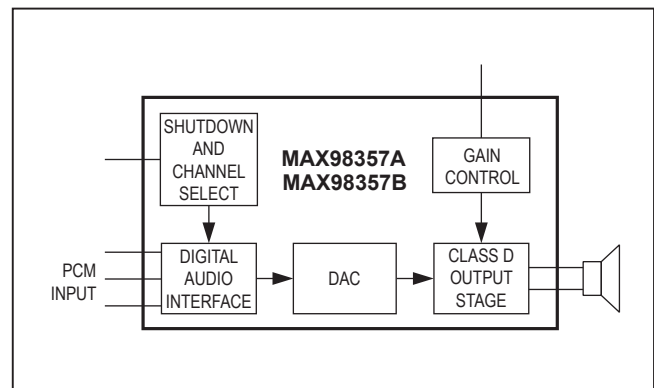 SHUTDOWN
AND
CHANNEL
SELECT
MAX98357A
MAX98357B
GAIN
CONTROL
PCM
INPUT
DIGITAL
AUDIO
INTERFACE
DAC
CLASS D
OUTPUT
STAGE